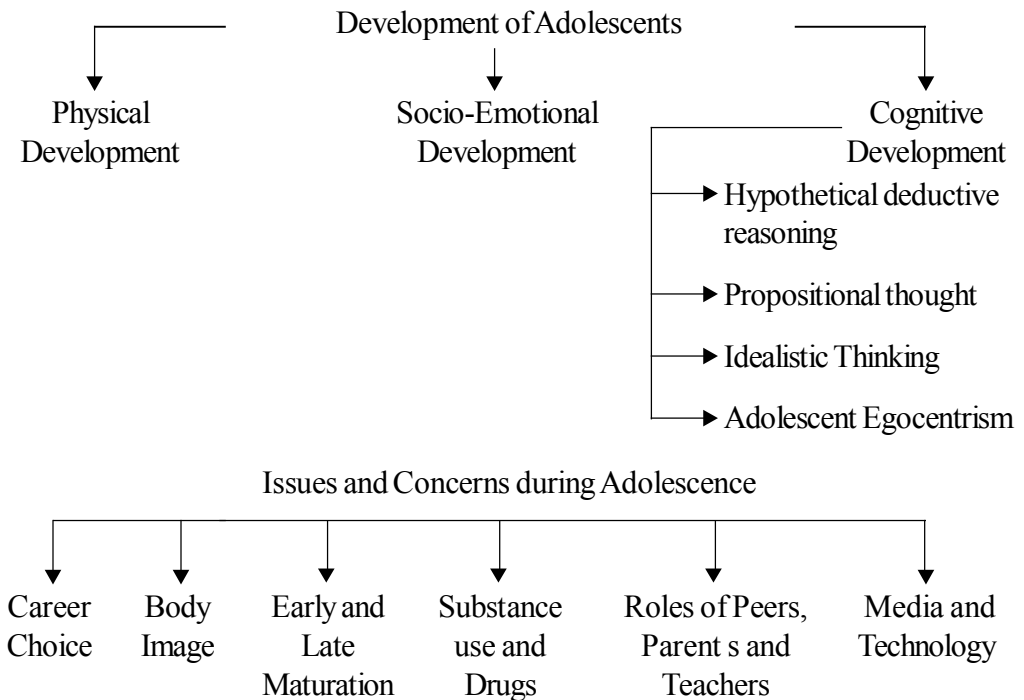 Development of Adolescents
Physical
Development
Socio-Emotional
Development
Cognitive
Development
Hypothetical deductive
reasoning
Propositional thought
Idealistic Thinking
Adolescent Egocentrism
Issues and Concerns during Adolescence
Career
Choice
Body
Image
Early and
Late
Maturation
Substance
use and
Drugs
Roles of Peers,
Parent s and
Teachers
Media and
Technology